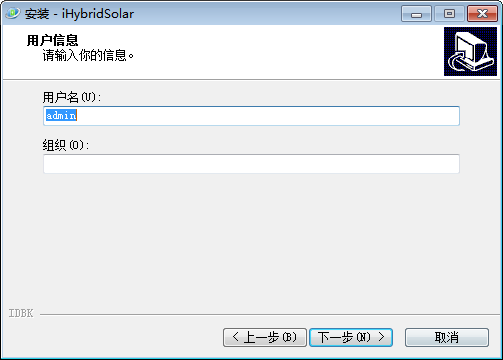 安装 - iHybridSolar
用户信息
请输入你的信息。
用户名(U):
admin
组织(O):
IDBK
< 上一步(B) 下一步(N) > 取消